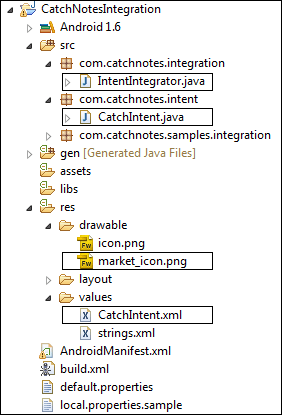 CatchNotesIntegration
Android 1.6
src
com.catchnotes.integration
IntentIntegrator.java
com.catchnotes.intent
CatchIntent.java
com.catchnotes.samples.integration
gen [Generated Java Files]
assets
libs
res
drawable
icon.png
market_icon.png
layout
values
CatchIntent.xml
strings.xml
AndroidManifest.xml
build.xml
default.properties
local.properties.sample